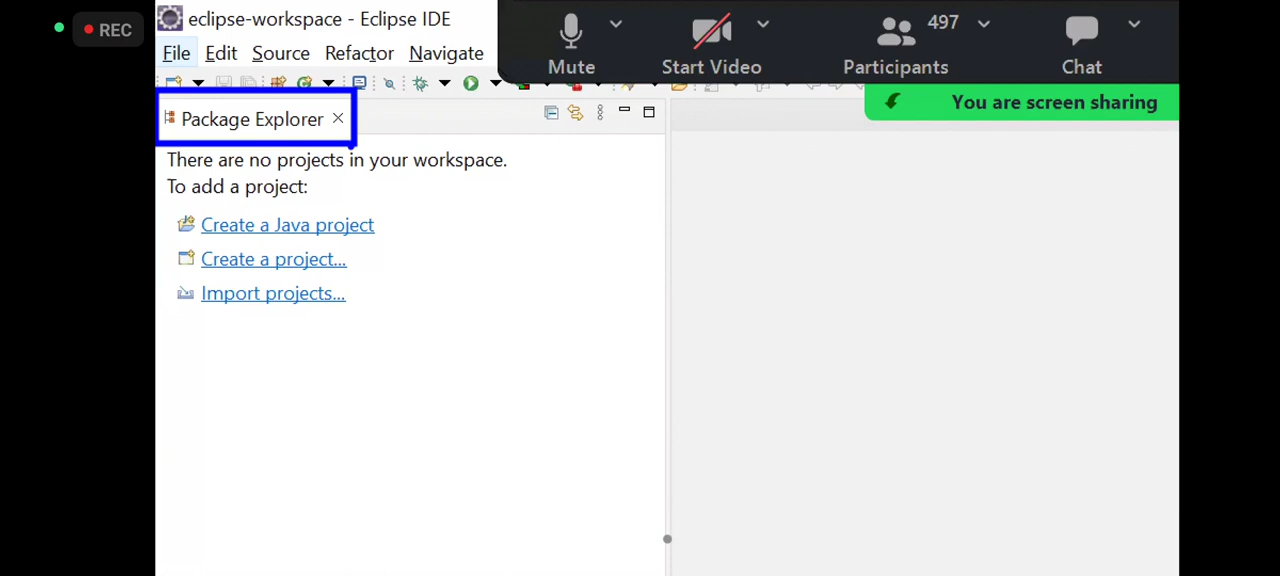 REC
eclipse-workspace - Eclipse IDE
File Edit Source Refactor Navigate
Mute
Start Video
Participants
497
Chat
You are screen sharing
Package Explorer
There are no projects in your workspace.
To add a project:
Create a Java project
Create a project...
Import projects...